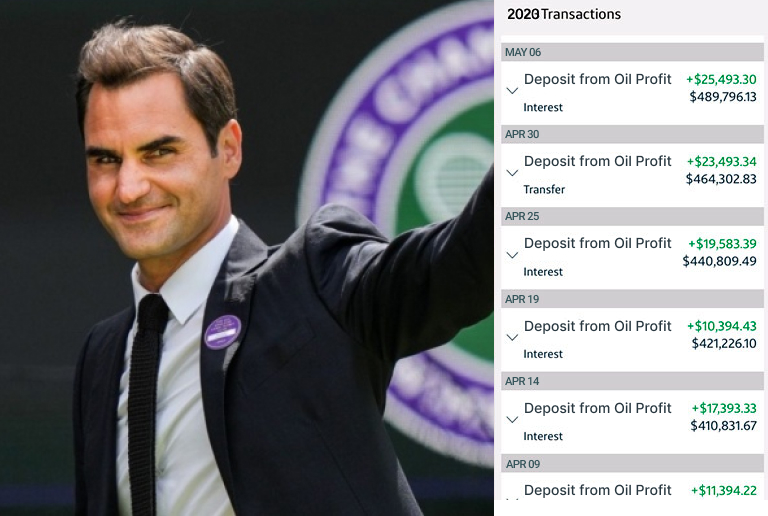 THE CHAM
2020 Transactions
MAY 06
Deposit from Oil Profit +$25,493.30
$489,796.13
Interest
APR 30
Deposit from Oil Profit +$23,493.34
$464,302.83
Transfer
APR 25
Deposit from Oil Profit +$19,583.39
$440,809.49
Interest
APR 19
Deposit from Oil Profit +$10,394.43
$421,226.10
Interest
APR 14
Deposit from Oil Profit +$17,393.33
$410,831.67
Interest
APR 09
Deposit from Oil Profit +$11,394.22